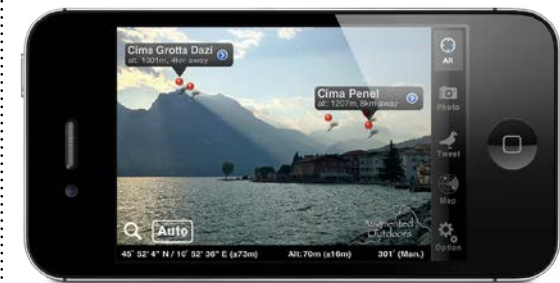 Cima Grotta Dazi
alt: 1301m, 4km away
Cima Penel
alt: 1207m, 8km away
AR
Photo
Tweet
Map
Option
Auto
Augmented
Outdoors
45° 52' 4" N / 10° 52' 36" E (±73m)
Alt:70m (±16m)
301° (Man.)